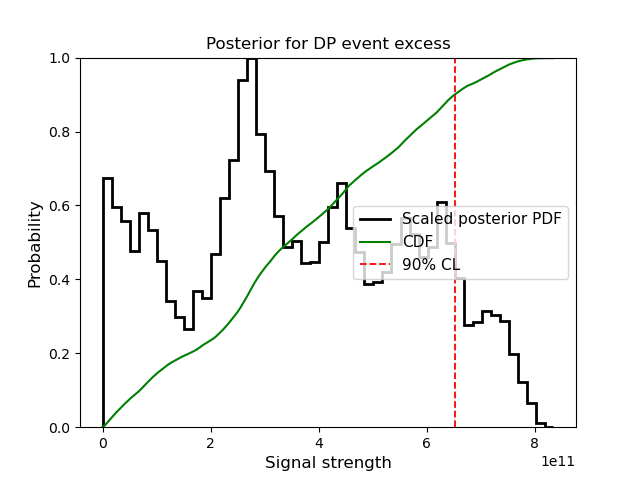 Posterior for DP event excess
Probability
1.0
0.8
0.6
0.4
0.2
0.0
Scaled posterior PDF
CDF
90% CL
0 2 4 6 8
1e11
Signal strength